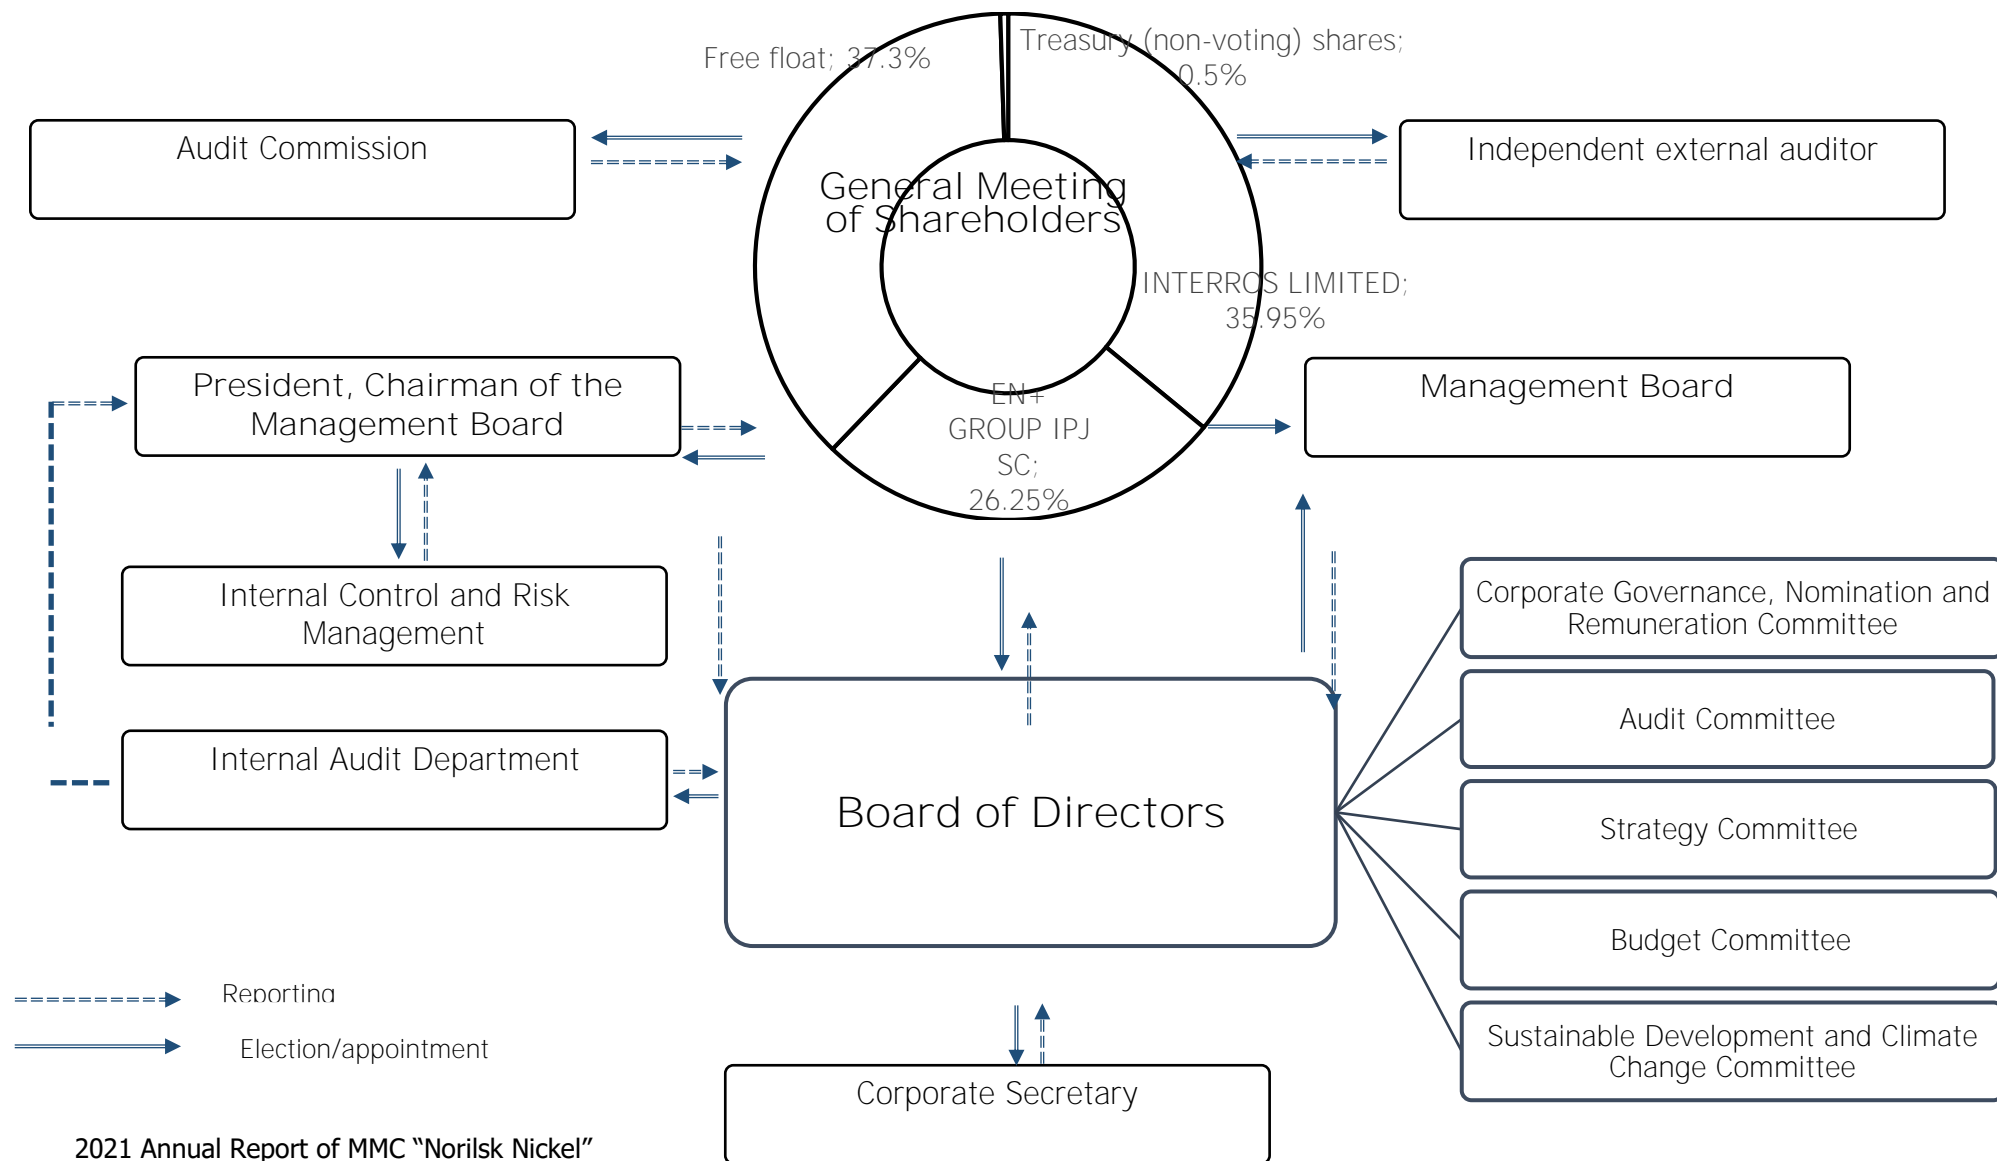 Free float; 37.3%
Treasury (non-voting) shares;
0.5%
Audit Commission
Independent external auditor
General Meeting
of Shareholders
INTERROS LIMITED;
35.95%
President, Chairman of the
Management Board
Management Board
EN+
GROUP IPJ
SC;
26.25%
Internal Control and Risk
Management
Corporate Governance, Nomination and
Remuneration Committee
Audit Committee
Internal Audit Department
Board of Directors
Strategy Committee
Budget Committee
Reporting
Election/appointment
Sustainable Development and Climate
Change Committee
Corporate Secretary
2021 Annual Report of MMC “Norilsk Nickel”